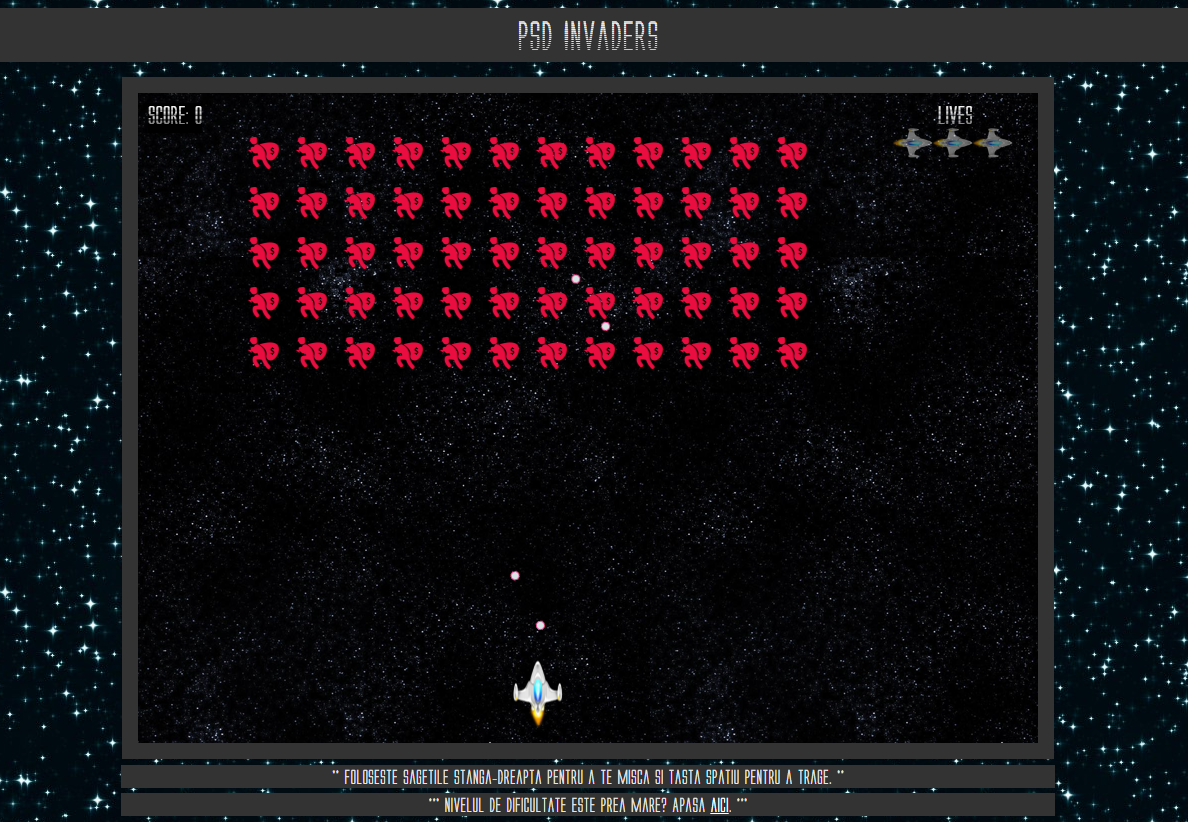 PSD INVADERS
SCORE: 0
LIVES
** FOLOSESTE SAGETILE STANGA-DREAPTA PENTRU A TE MISCA SI TASTA SPATIU PENTRU A TRAGE. **
*** NIVELUL DE DIFICULTATE ESTE PREA MARE? APASA AICI. ***